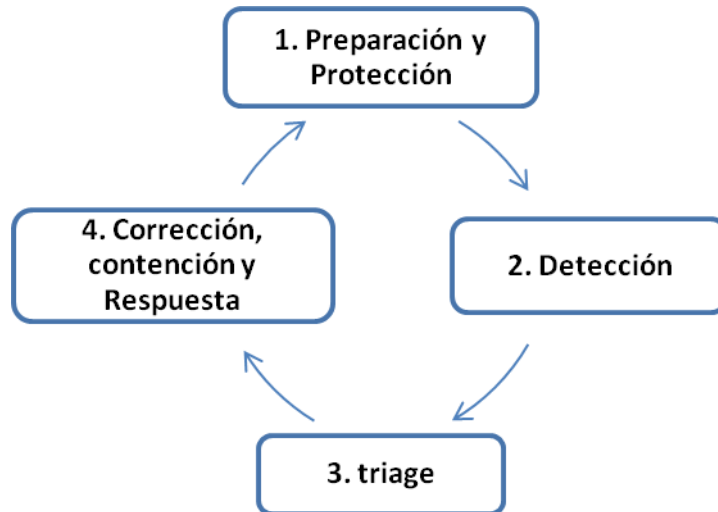 1. Preparación y
Protección
2. Detección
3. triage
4. Corrección,
contención y
Respuesta